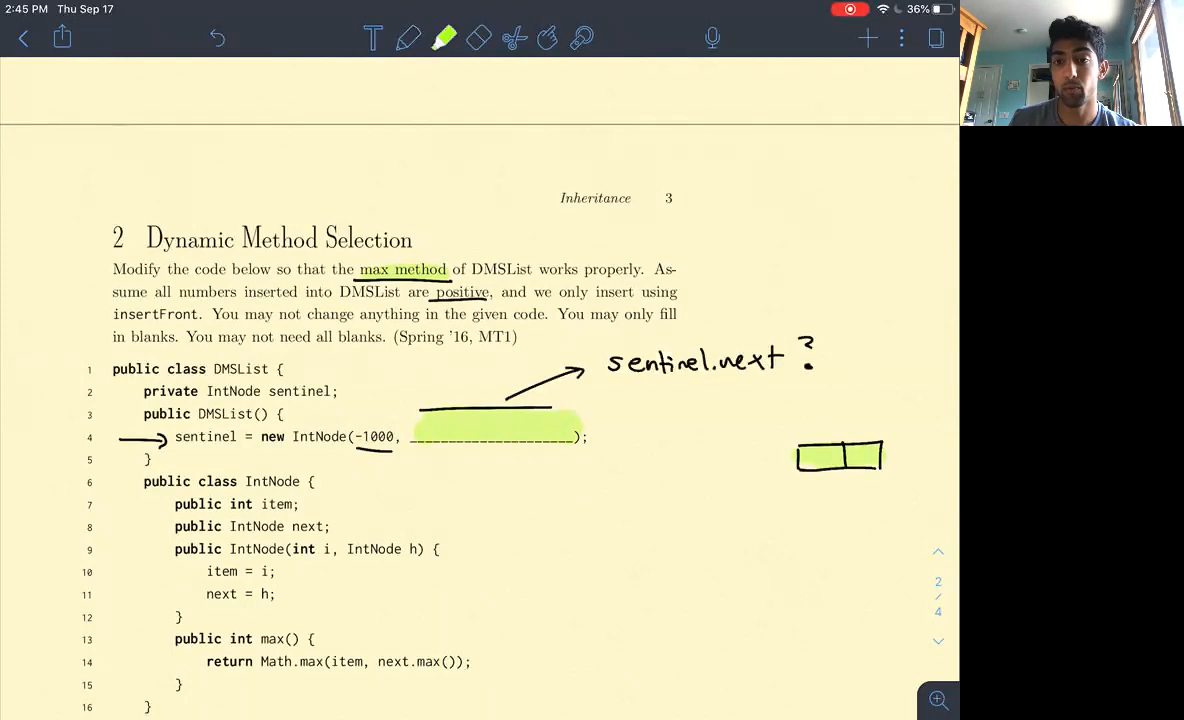 2:45 PM Thu Sep 17
36%
Inheritance 3
2 Dynamic Method Selection
Modify the code below so that the max method of DMSList works properly. As-
sume all numbers inserted into DMSList are positive, and we only insert using
insertFront. You may not change anything in the given code. You may only fill
in blanks. You may not need all blanks. (Spring '16, MT1)
sentinel.next ?
1 public class DMSList {
2 private IntNode sentinel;
3 public DMSList() {
4 sentinel = new IntNode(-1000, ____________________);
5 }
6 public class IntNode {
7 public int item;
8 public IntNode next;
9 public IntNode(int i, IntNode h) {
10 item = i;
11 next = h;
12 }
13 public int max() {
14 return Math.max(item, next.max());
15 }
16 }
2
/
4